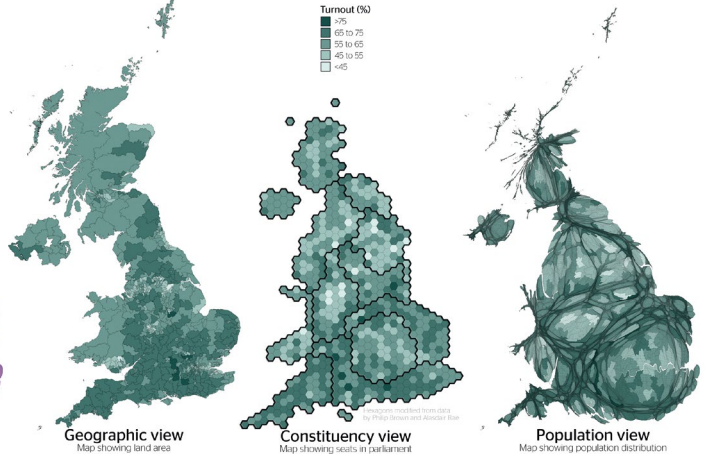 Turnout (%)
>75
65 to 75
55 to 65
45 to 55
<45
Hexagons modified from data
by Philip Brown and Alasdair Rae
Geographic view
Map showing land area
Constituency view
Map showing seats in parliament
Population view
Map showing population distribution